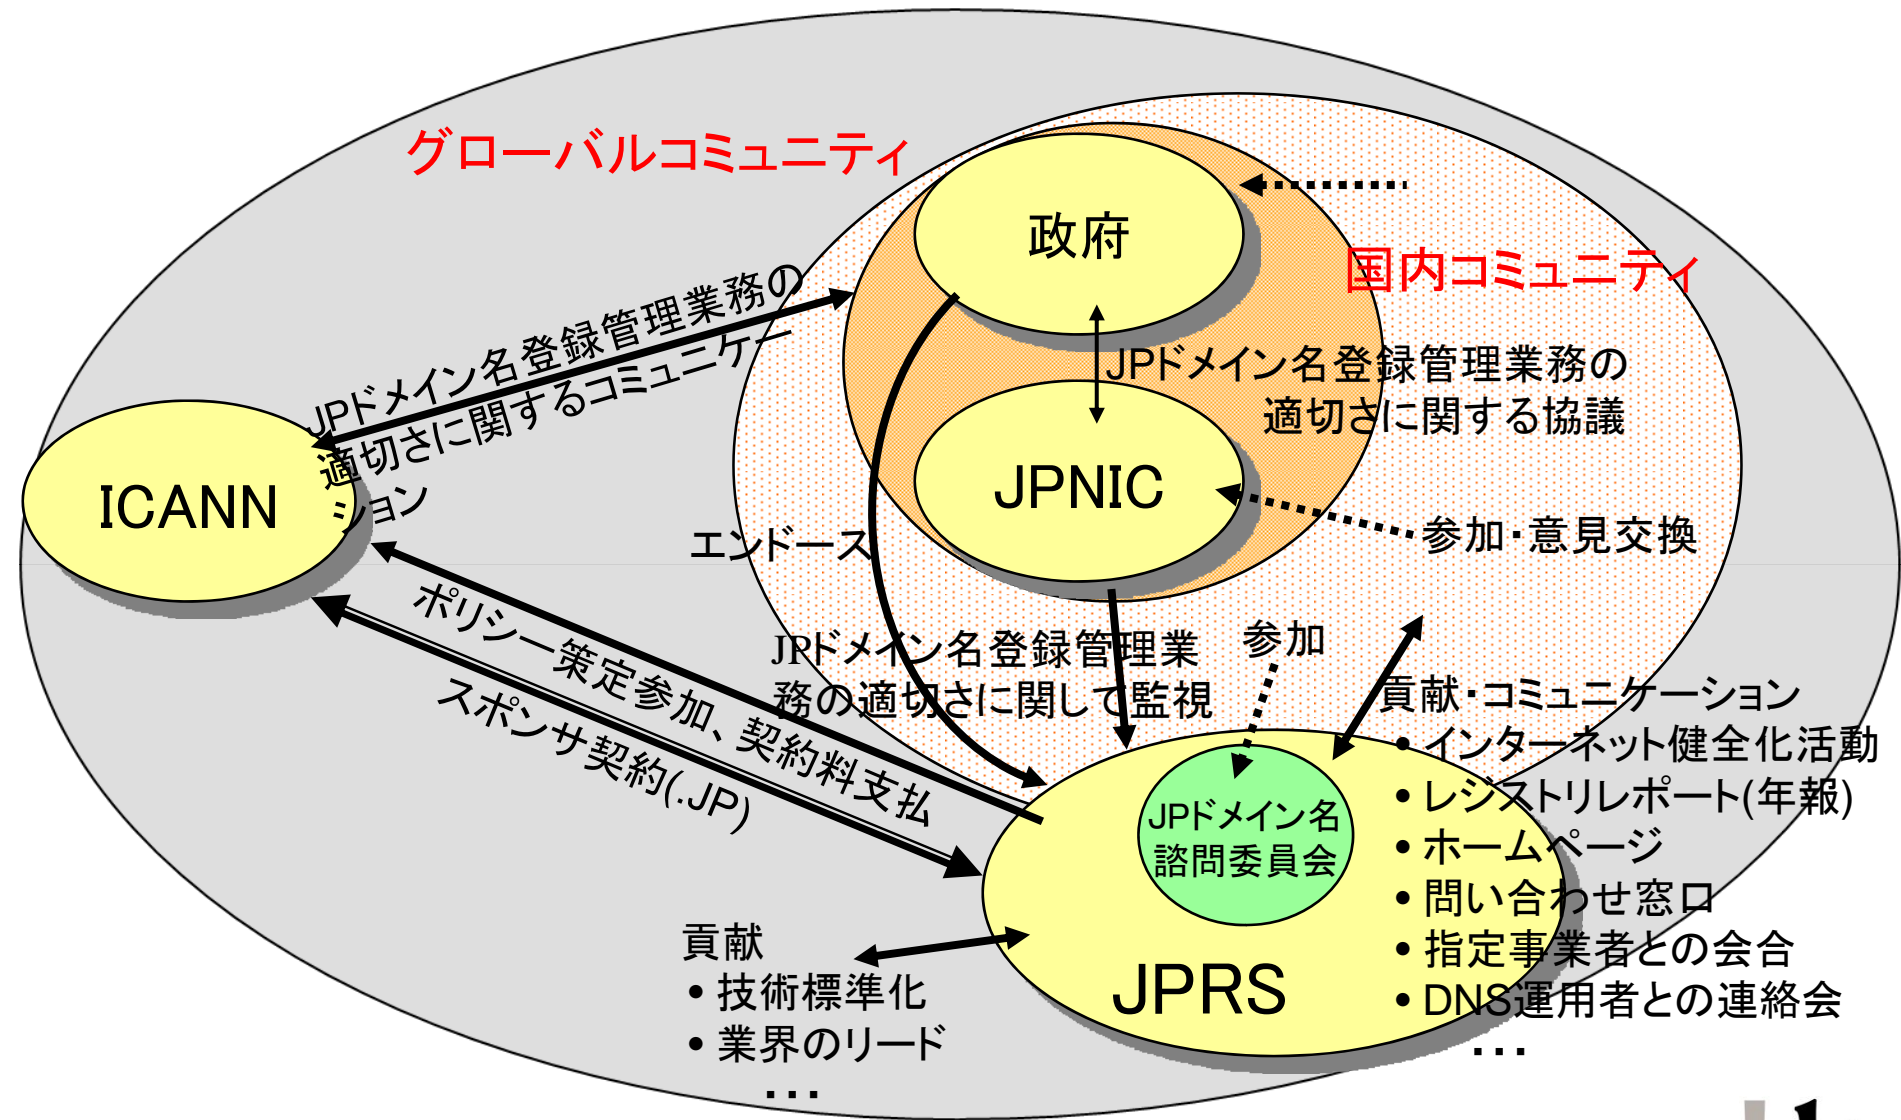 グローバルコミュニティ
政府
国内コミュニティ
JPドメイン名登録管理業務の
適切さに関するコミュニケー
ション
JPドメイン名登録管理業務の
適切さに関する協議
ICANN
JPNIC
エンドース
参加・意見交換
ポリシー策定参加、契約料支払
スポンサ契約(.JP)
JPドメイン名登録管理業
務の適切さに関して監視
参加
貢献・コミュニケーション
• インターネット健全化活動
• レジストリレポート(年報)
• ホームページ
• 問い合わせ窓口
• 指定事業者との会合
• DNS運用者との連絡会
・・・
JPドメイン名
諮問委員会
JPRS
貢献
• 技術標準化
• 業界のリード
・・・